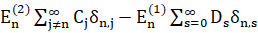 E_n^{(2)} ∑_{j≠n}^{∞} C_j δ_{n,j} − E_n^{(1)} ∑_{s=0}^{∞} D_s δ_{n,s}